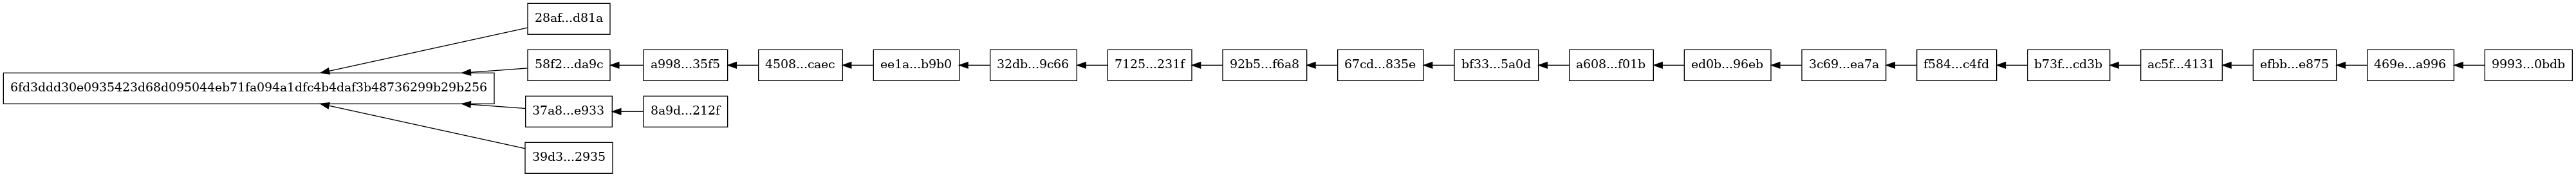 28af...d81a
58f2...da9c
a998...35f5
4508...caec
ee1a...b9b0
32db...9c66
7125...231f
92b5...f6a8
67cd...835e
bf33...5a0d
a608...f01b
ed0b...96eb
3c69...ea7a
f584...c4fd
b73f...cd3b
ac5f...4131
efbb...e875
469e...a996
9993...0bdb
6fd3ddd30e0935423d68d095044eb71fa094a1dfc4b4daf3b48736299b29b256
37a8...e933
8a9d...212f
39d3...2935